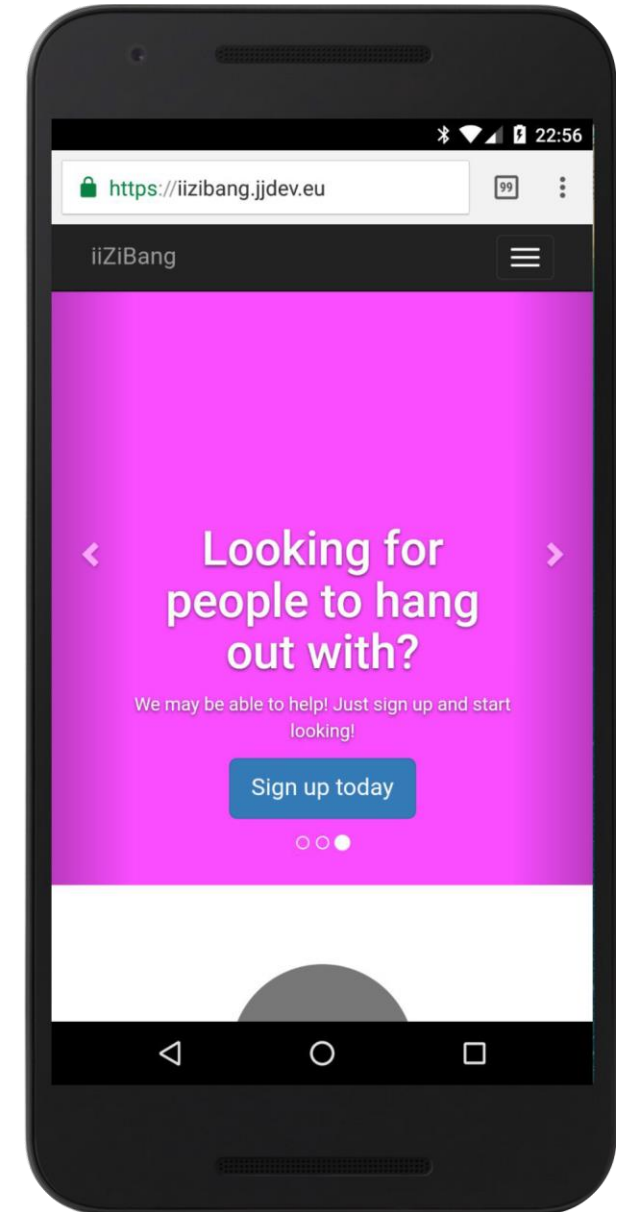 22:56
https://iizibang.jjdev.eu
99
iiZiBang
Looking for
people to hang
out with?
We may be able to help! Just sign up and start
looking!
Sign up today